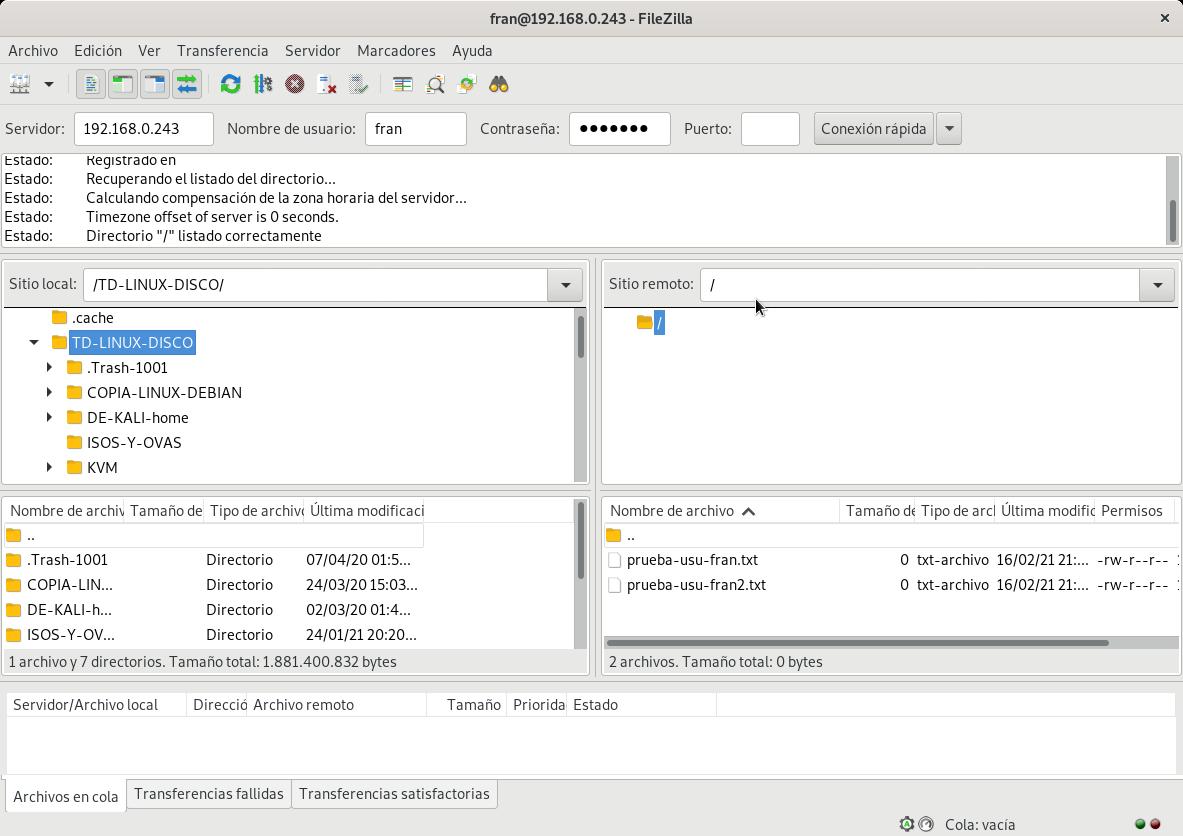 fran@192.168.0.243 - FileZilla
Archivo Edición Ver Transferencia Servidor Marcadores Ayuda
Servidor: 192.168.0.243 Nombre de usuario: fran Contraseña: ●●●●●●● Puerto: Conexión rápida
Estado: Registrado en
Estado: Recuperando el listado del directorio...
Estado: Calculando compensación de la zona horaria del servidor...
Estado: Timezone offset of server is 0 seconds.
Estado: Directorio "/" listado correctamente
Sitio local: /TD-LINUX-DISCO/
.cache
TD-LINUX-DISCO
.Trash-1001
COPIA-LINUX-DEBIAN
DE-KALI-home
ISOS-Y-OVAS
KVM
Sitio remoto: /
/
Nombre de archiv Tamaño de Tipo de archivo Última modificaci
..
.Trash-1001 Directorio 07/04/20 01:5...
COPIA-LIN... Directorio 24/03/20 15:03...
DE-KALI-h... Directorio 02/03/20 01:4...
ISOS-Y-OV... Directorio 24/01/21 20:20...
1 archivo y 7 directorios. Tamaño total: 1.881.400.832 bytes
Nombre de archivo Tamaño d Tipo de arcl Última modific Permisos
..
prueba-usu-fran.txt 0 txt-archivo 16/02/21 21:... -rw-r--r--
prueba-usu-fran2.txt 0 txt-archivo 16/02/21 21:... -rw-r--r--
2 archivos. Tamaño total: 0 bytes
Servidor/Archivo local Direcció Archivo remoto Tamaño Priorida Estado
Archivos en cola Transferencias fallidas Transferencias satisfactorias
Cola: vacía